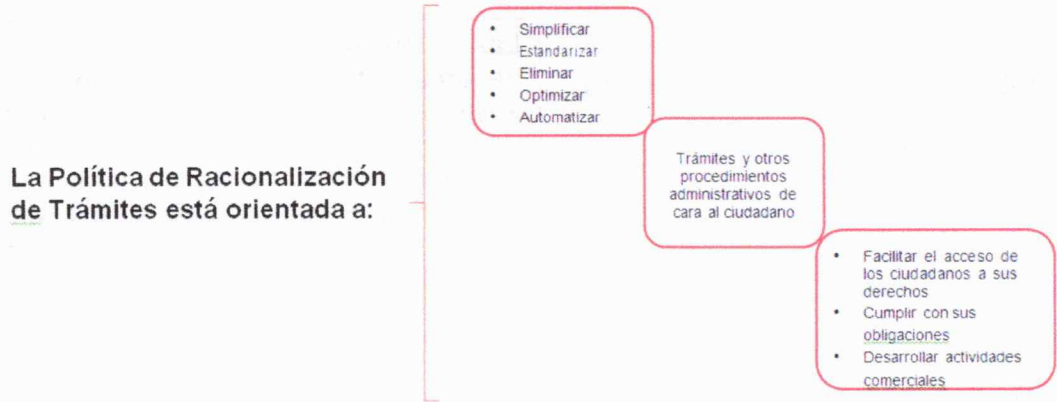 La Política de Racionalización
de Trámites está orientada a:
• Simplificar
• Estandarizar
• Eliminar
• Optimizar
• Automatizar
Trámites y otros
procedimientos
administrativos de
cara al ciudadano
• Facilitar el acceso de
los ciudadanos a sus
derechos
• Cumplir con sus
obligaciones
• Desarrollar actividades
comerciales